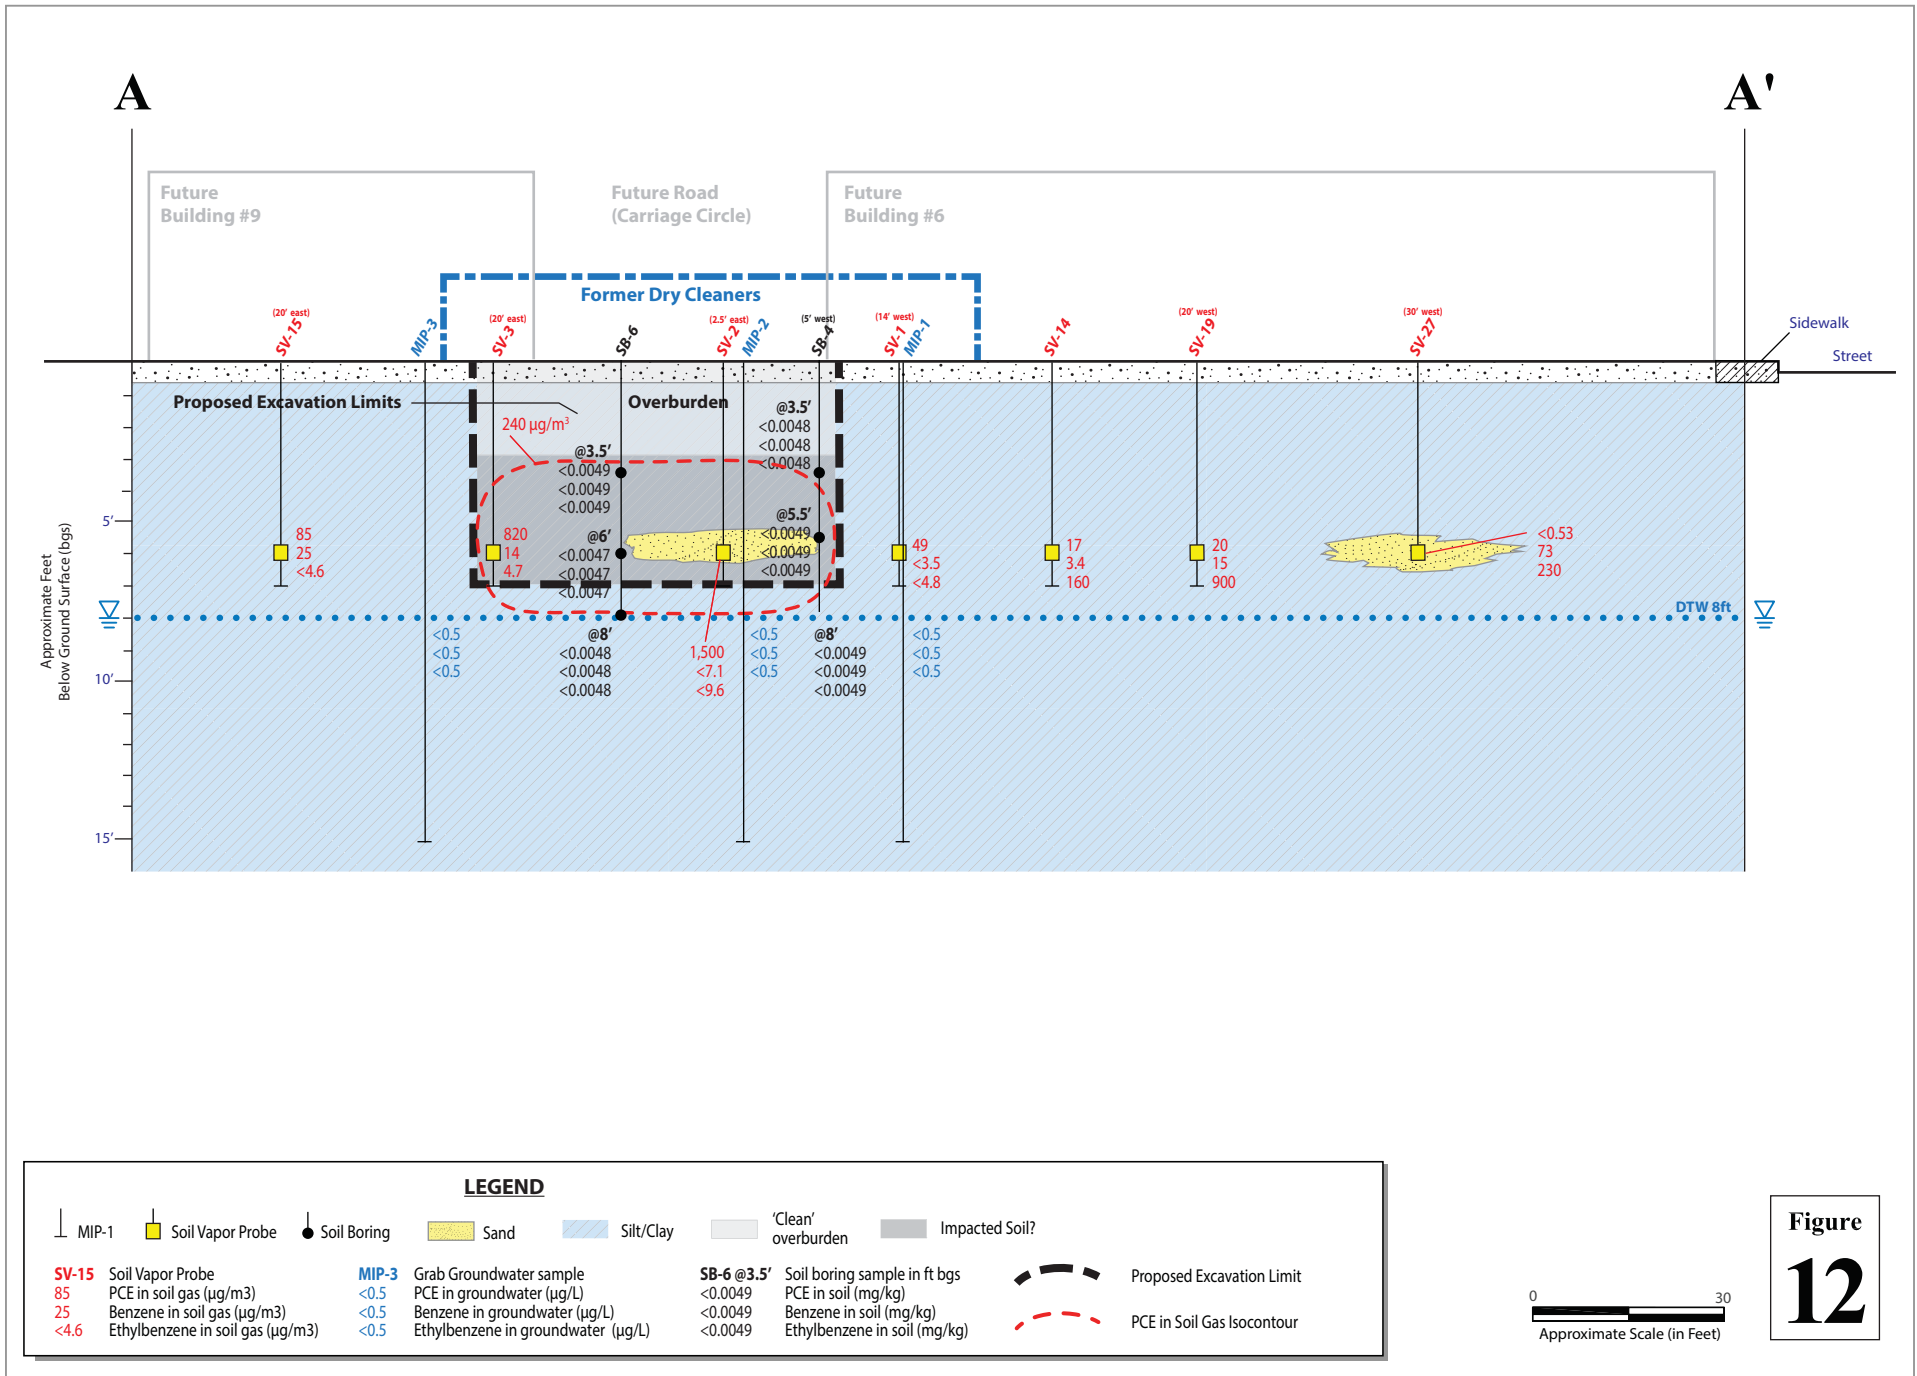 A
A'
Future
Building #9
Future Road
(Carriage Circle)
Future
Building #6
Former Dry Cleaners
(20' east)
SV-15
MIP-3
(20' east)
SV-3
SB-6
(2.5' east)
SV-2
MIP-2
(5' west)
SB-4
(14' west)
SV-1
MIP-1
SV-14
(20' west)
SV-19
(30' west)
SV-27
Sidewalk
Street
Proposed Excavation Limits
Overburden
240 µg/m³
@3.5'
<0.0048
<0.0048
<0.0048
@3.5'
<0.0049
<0.0049
<0.0049
@5.5'
<0.0049
<0.0049
<0.0049
@6'
<0.0047
<0.0047
<0.0047
5'
10'
15'
Approximate Feet
Below Ground Surface (bgs)
85
25
<4.6
820
14
4.7
49
<3.5
<4.8
17
3.4
160
20
15
900
<0.53
73
230
DTW 8ft
<0.5
<0.5
<0.5
@8'
<0.0048
<0.0048
<0.0048
1,500
<7.1
<9.6
<0.5
<0.5
<0.5
@8'
<0.0049
<0.0049
<0.0049
<0.5
<0.5
<0.5
LEGEND
MIP-1
Soil Vapor Probe
Soil Boring
Sand
Silt/Clay
'Clean'
overburden
Impacted Soil?
SV-15 Soil Vapor Probe
85 PCE in soil gas (µg/m3)
25 Benzene in soil gas (µg/m3)
<4.6 Ethylbenzene in soil gas (µg/m3)
MIP-3 Grab Groundwater sample
<0.5 PCE in groundwater (µg/L)
<0.5 Benzene in groundwater (µg/L)
<0.5 Ethylbenzene in groundwater (µg/L)
SB-6 @3.5' Soil boring sample in ft bgs
<0.0049 PCE in soil (mg/kg)
<0.0049 Benzene in soil (mg/kg)
<0.0049 Ethylbenzene in soil (mg/kg)
Proposed Excavation Limit
PCE in Soil Gas Isocontour
0 30
Approximate Scale (in Feet)
Figure
12